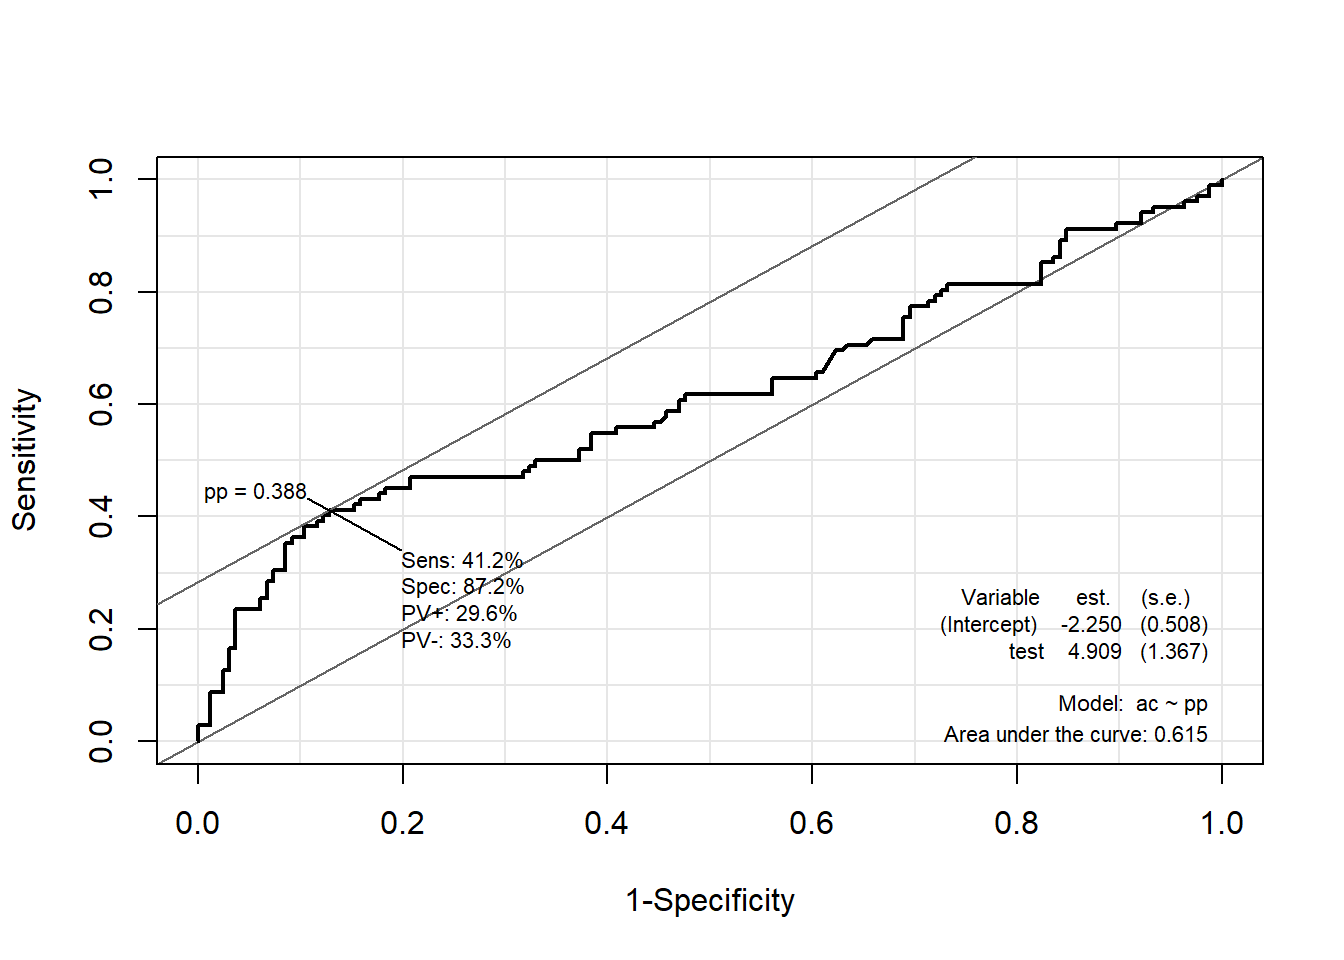 Sensitivity
1.0
0.8
0.6
0.4
0.2
0.0
pp = 0.388
Sens: 41.2%
Spec: 87.2%
PV+: 29.6%
PV-: 33.3%
Variable est. (s.e.)
(Intercept) -2.250 (0.508)
test 4.909 (1.367)
Model: ac ~ pp
Area under the curve: 0.615
0.0 0.2 0.4 0.6 0.8 1.0
1-Specificity